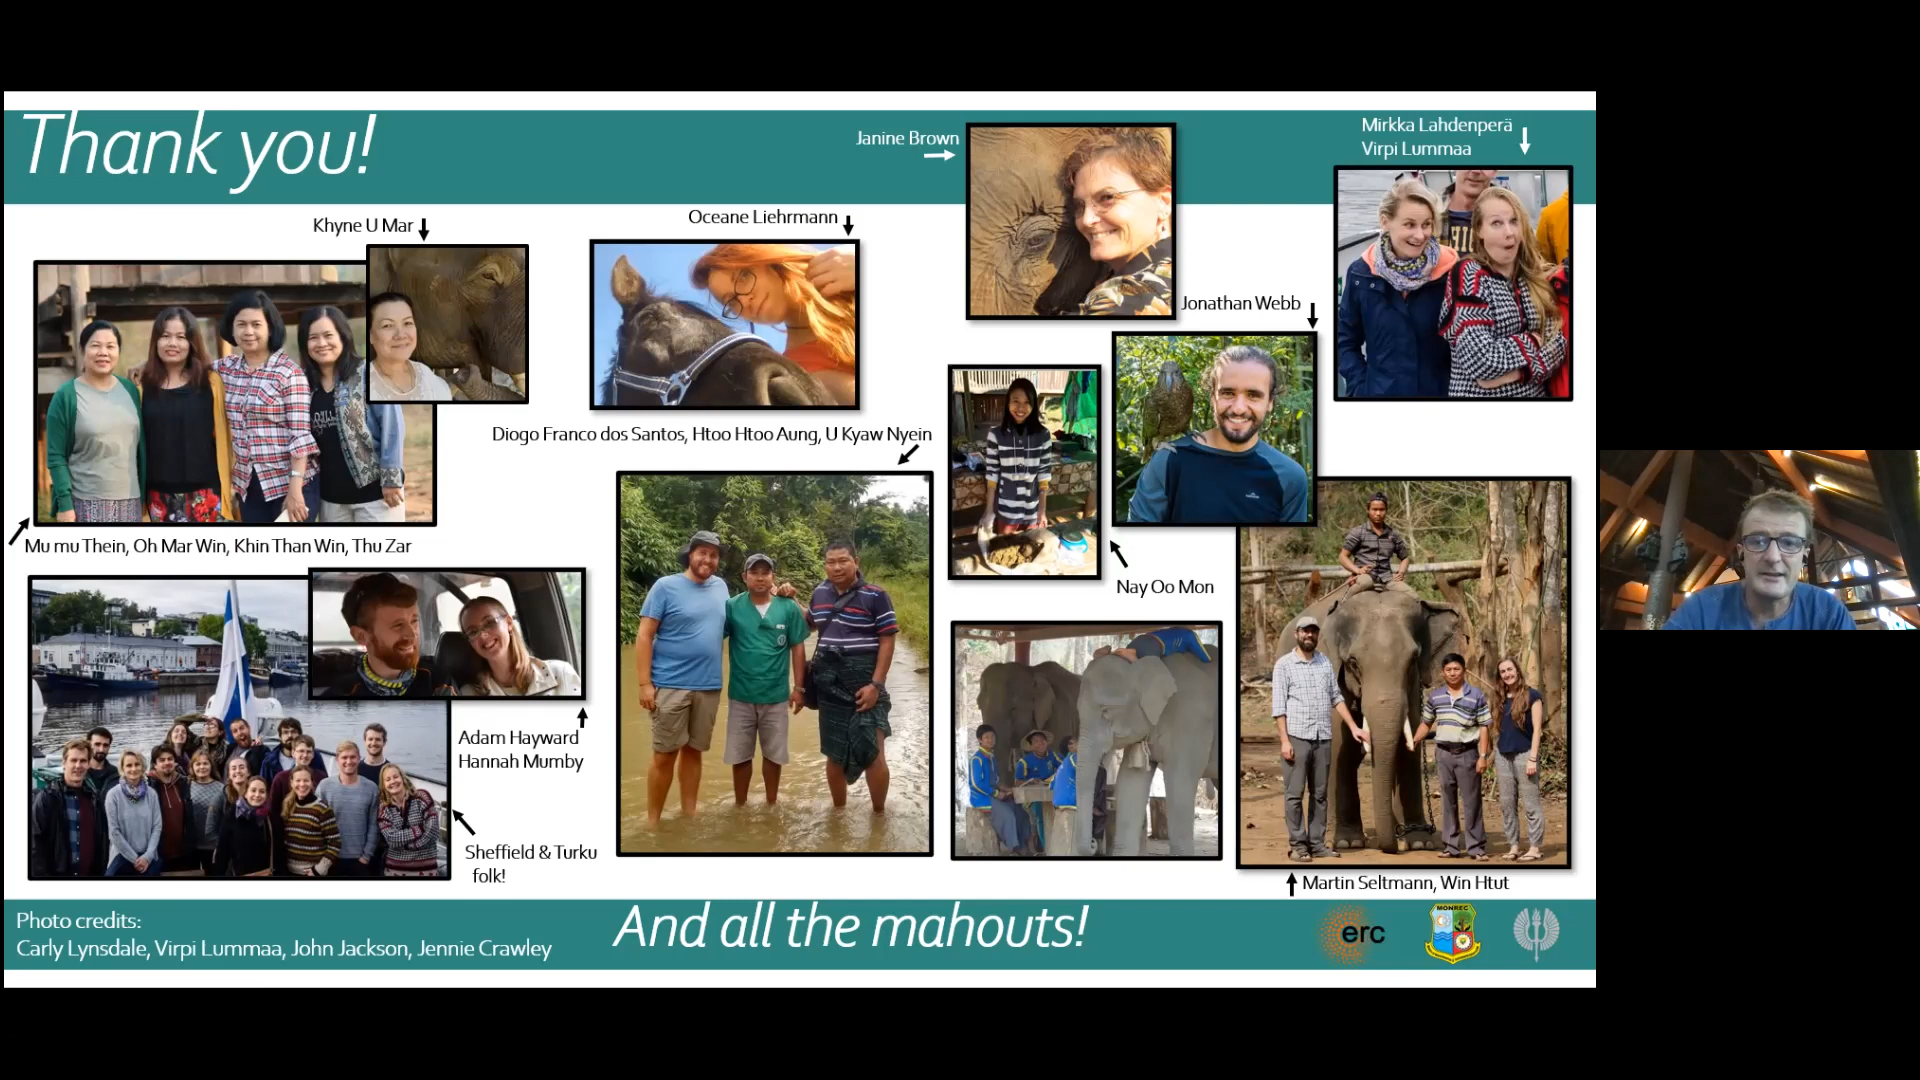 Thank you!
Janine Brown
Mirkka Lahdenperä
Virpi Lummaa
Khyne U Mar
Oceane Liehrmann
Jonathan Webb
Diogo Franco dos Santos, Htoo Htoo Aung, U Kyaw Nyein
Mu mu Thein, Oh Mar Win, Khin Than Win, Thu Zar
Nay Oo Mon
Adam Hayward
Hannah Mumby
Sheffield & Turku
folk!
Martin Seltmann, Win Htut
Photo credits:
Carly Lynsdale, Virpi Lummaa, John Jackson, Jennie Crawley
And all the mahouts!
erc
MONREC